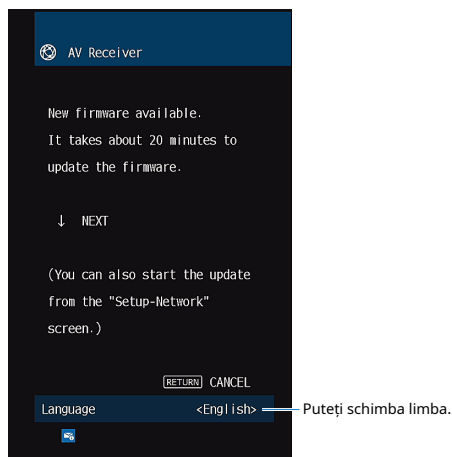 AV Receiver
New firmware available.
It takes about 20 minutes to
update the firmware.
↓ NEXT
(You can also start the update
from the "Setup-Network"
screen.)
RETURN CANCEL
Language <English>
Puteți schimba limba.